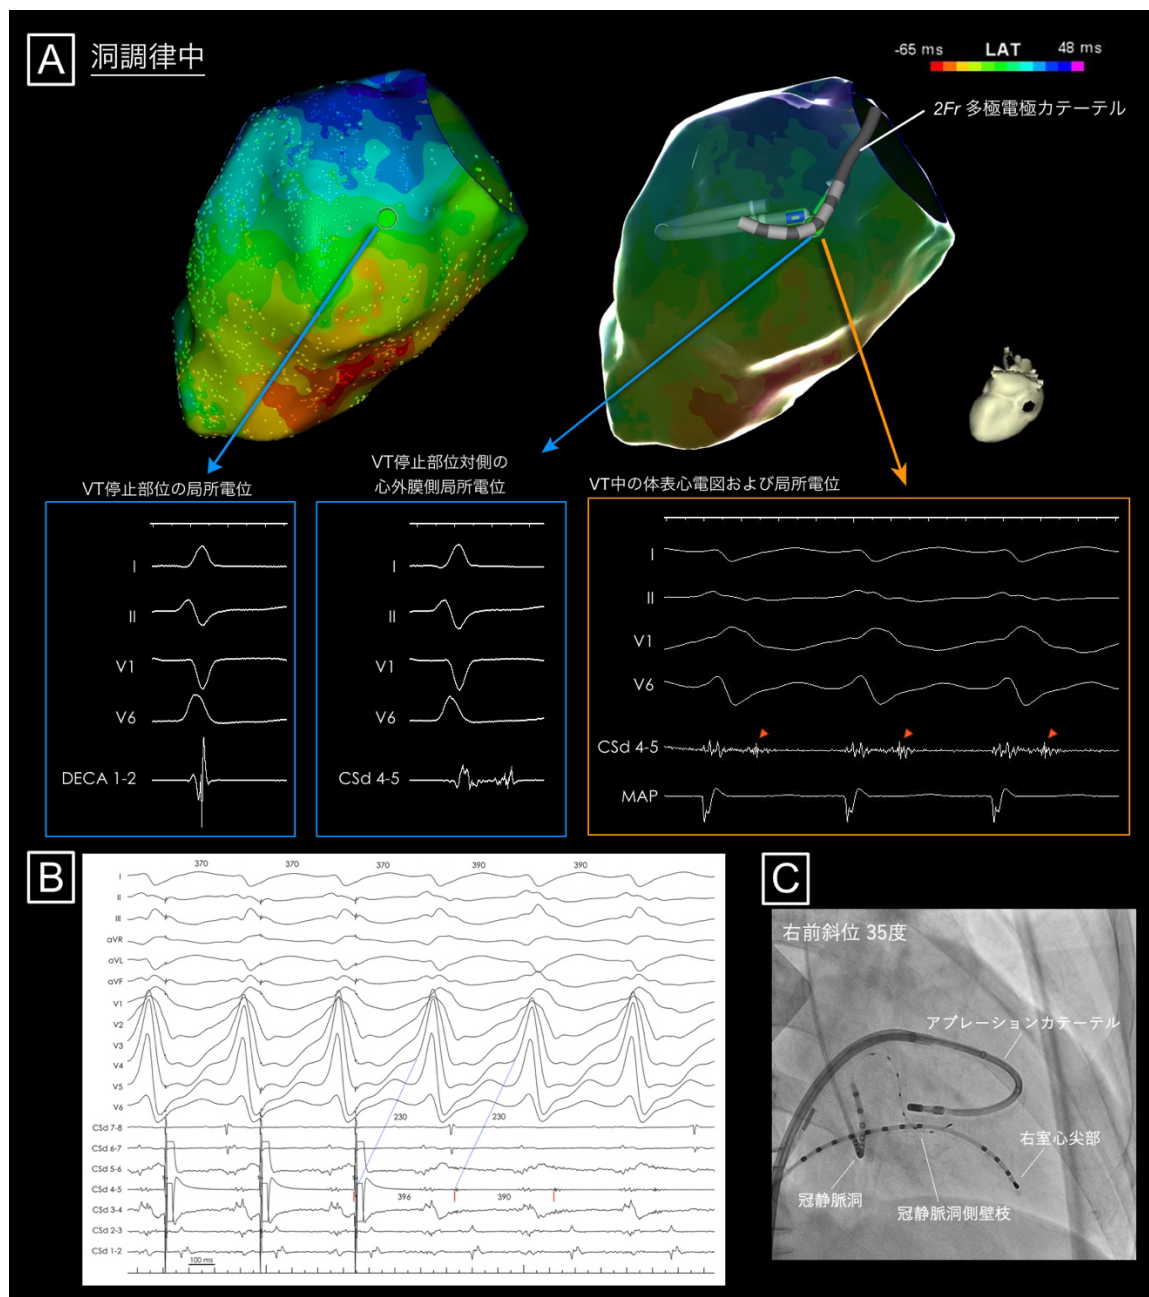 A 洞調律中
-65 ms LAT 48 ms
2Fr 多極電極カテーテル
VT停止部位の局所電位
I
II
V1
V6
DECA 1-2
VT停止部位対側の
心外膜側局所電位
I
II
V1
V6
CSd 4-5
VT中の体表心電図および局所電位
I
II
V1
V6
CSd 4-5
MAP
B
370 370 370 390 390
I
II
III
aVR
aVL
aVF
V1
V2
V3
V4
V5
V6
230 230
CSd 7-8
CSd 6-7
CSd 5-6
CSd 4-5
396 390
CSd 3-4
CSd 2-3
CSd 1-2
100 ms
C
右前斜位 35度
アブレーションカテーテル
右室心尖部
冠静脈洞
冠静脈洞側壁枝